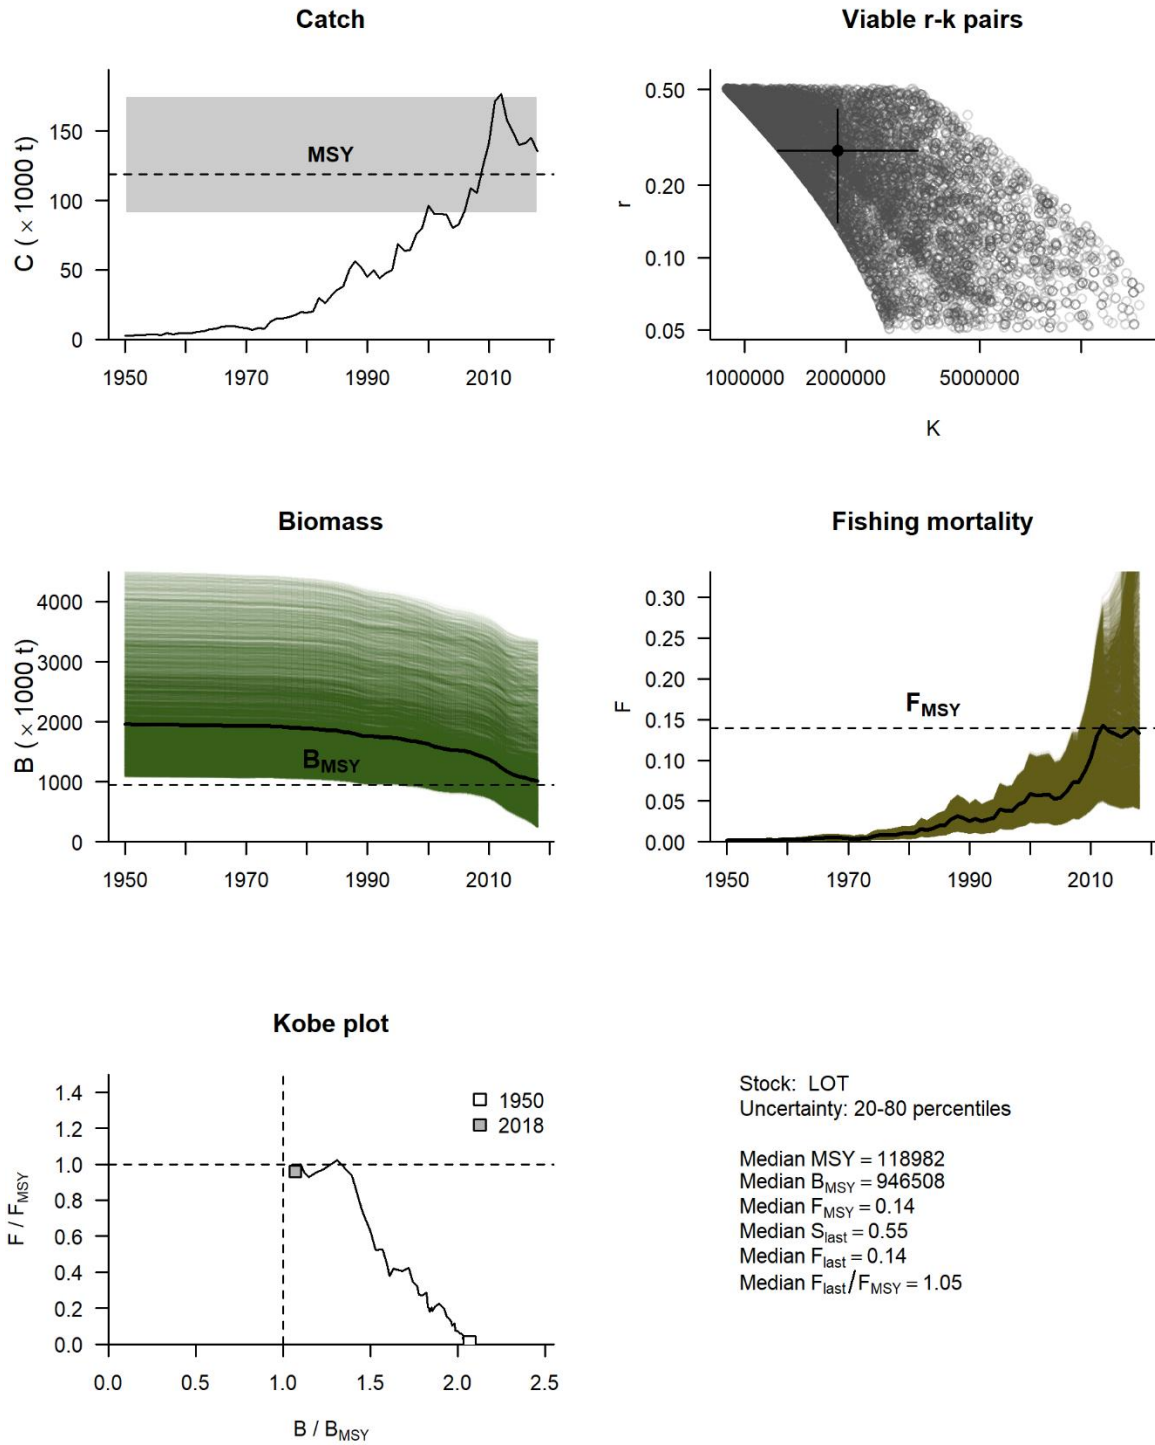 Catch
C ( × 1000 t)
150
100
50
0
MSY
1950
1970
1990
2010
Viable r-k pairs
r
0.50
0.20
0.10
0.05
1000000
2000000
5000000
K
Biomass
B ( × 1000 t)
4000
3000
2000
1000
0
BMSY
1950
1970
1990
2010
Fishing mortality
F
0.30
0.25
0.20
0.15
0.10
0.05
0.00
FMSY
1950
1970
1990
2010
Kobe plot
F / FMSY
1.4
1.2
1.0
0.8
0.6
0.4
0.2
0.0
1950
2018
0.0
0.5
1.0
1.5
2.0
2.5
B / BMSY
Stock: LOT
Uncertainty: 20-80 percentiles
Median MSY = 118982
Median BMSY = 946508
Median FMSY = 0.14
Median Slast = 0.55
Median Flast = 0.14
Median Flast/FMSY = 1.05